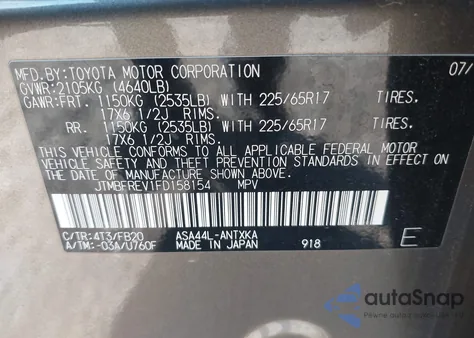 MFD.BY:TOYOTA MOTOR CORPORATION 07/
GVWR:2105KG (4640LB)
GAWR:FRT. 1150KG (2535LB) WITH 225/65R17 TIRES.
17X6 1/2J RIMS.
RR. 1150KG (2535LB) WITH 225/65R17 TIRES.
17X6 1/2J RIMS.
THIS VEHICLE CONFORMS TO ALL APPLICABLE FEDERAL MOTOR
VEHICLE SAFETY AND THEFT PREVENTION STANDARDS IN EFFECT ON
THE DATE OF MANUFACTURE SHOWN ABOVE.
JTMBFREV1FD158154 MPV
C/TR:4T3/FB20 ASA44L-ANTXKA
A/TM:-03A/U760F MADE IN JAPAN 918 E
autoSnap